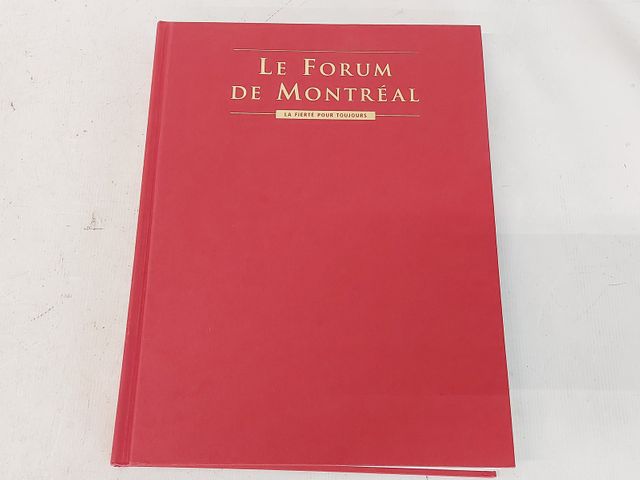 LE FORUM
DE MONTRÉAL
LA FIERTÉ POUR TOUJOURS